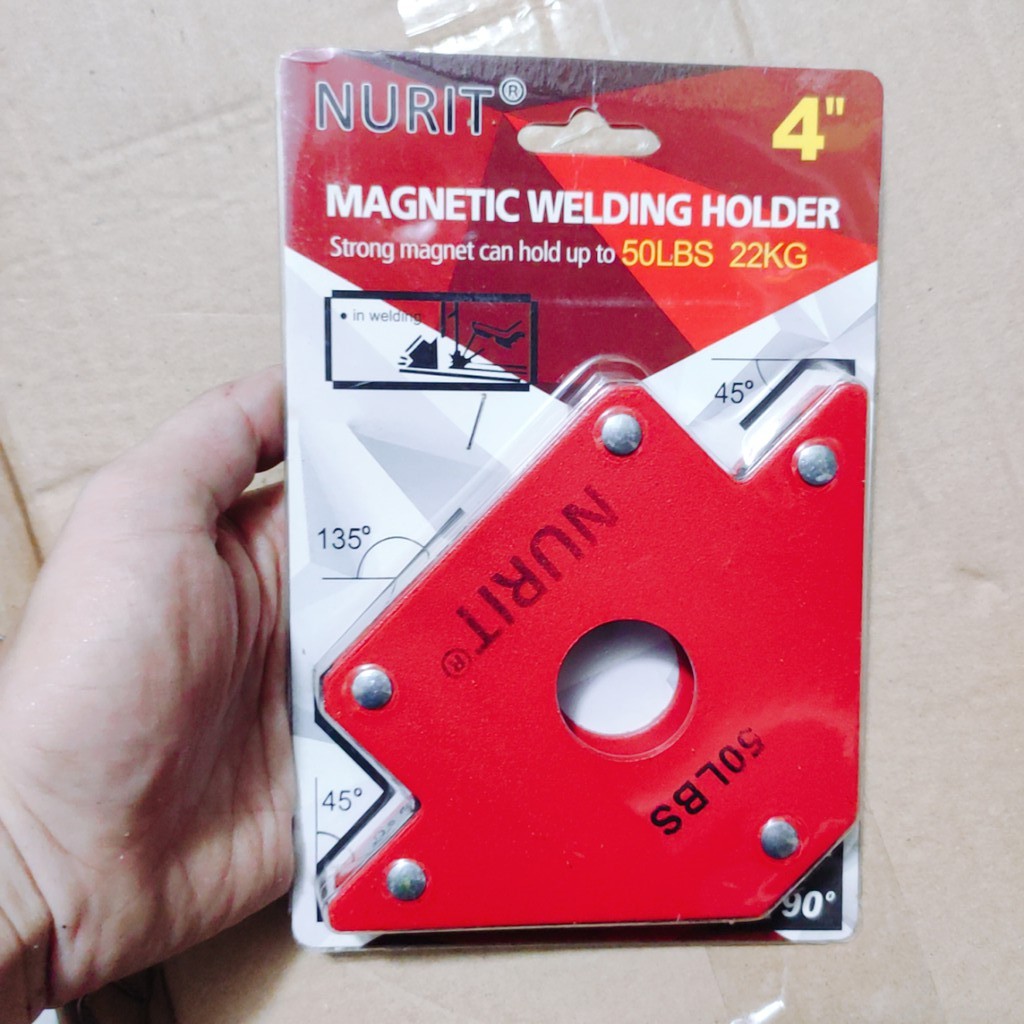 NURIT®
4"
MAGNETIC WELDING HOLDER
Strong magnet can hold up to 50LBS 22KG
• in welding
45°
135°
NURIT®
50LBS
45°
90°